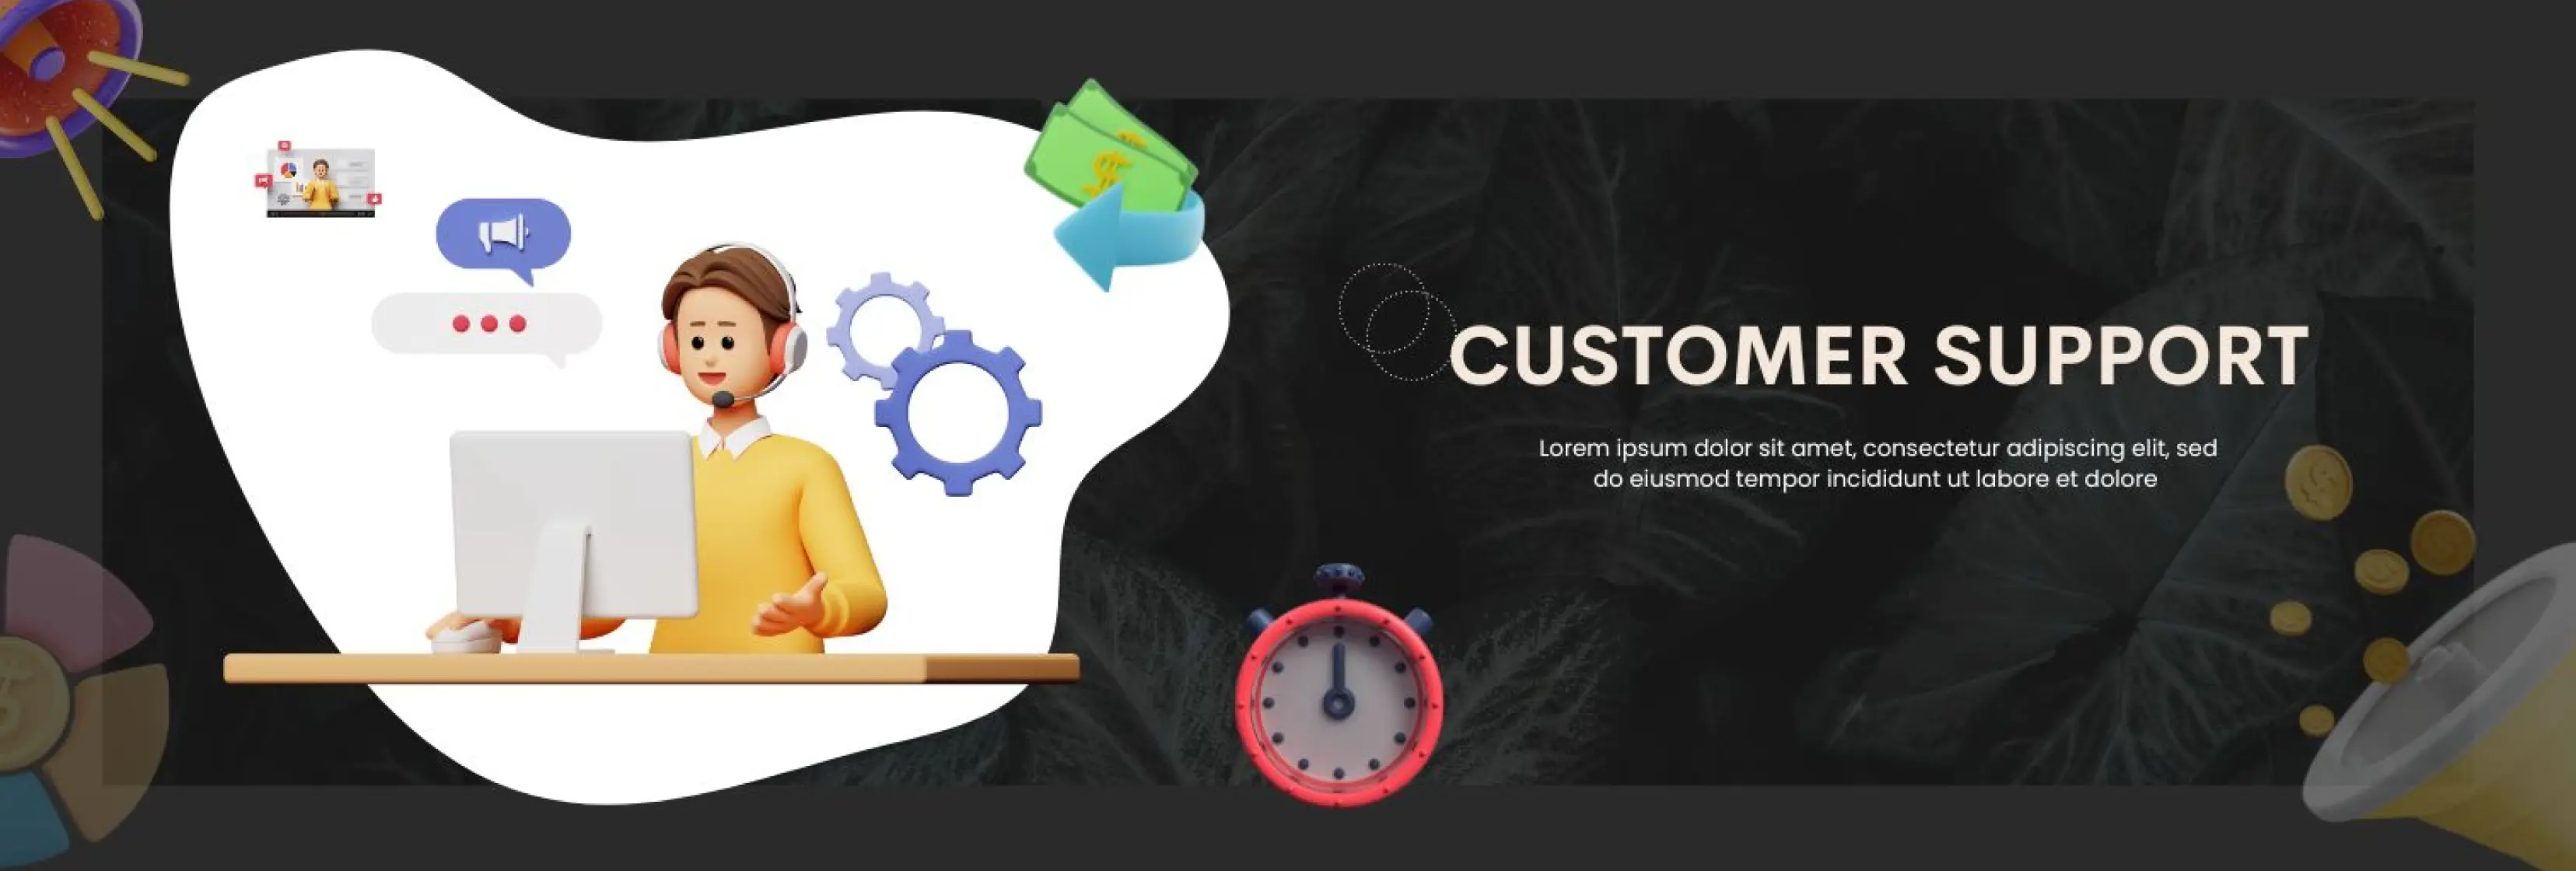 CUSTOMER SUPPORT
Lorem ipsum dolor sit amet, consectetur adipiscing elit, sed
do eiusmod tempor incididunt ut labore et dolore